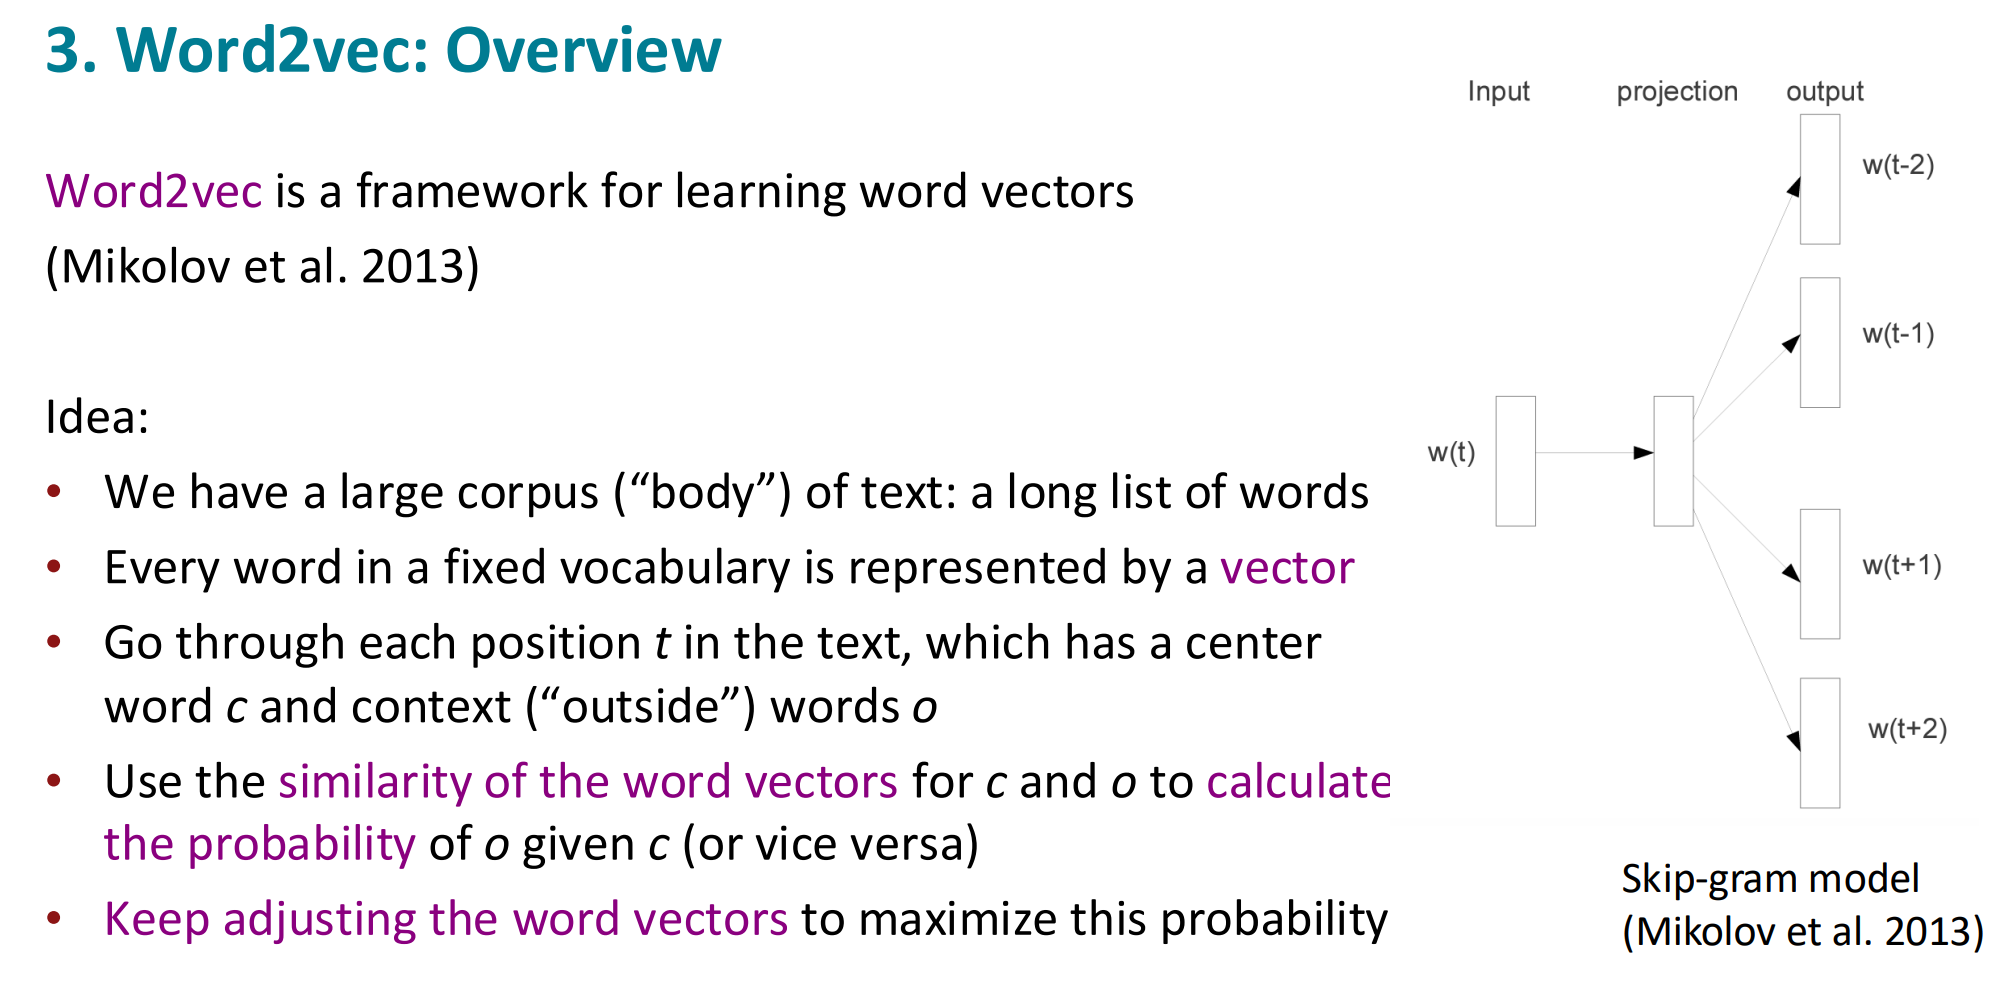 3. Word2vec: Overview
Word2vec is a framework for learning word vectors
(Mikolov et al. 2013)
Idea:
• We have a large corpus (“body”) of text: a long list of words
• Every word in a fixed vocabulary is represented by a vector
• Go through each position t in the text, which has a center
word c and context (“outside”) words o
• Use the similarity of the word vectors for c and o to calculate
the probability of o given c (or vice versa)
• Keep adjusting the word vectors to maximize this probability
Input projection output
w(t-2)
w(t-1)
w(t)
w(t+1)
w(t+2)
Skip-gram model
(Mikolov et al. 2013)